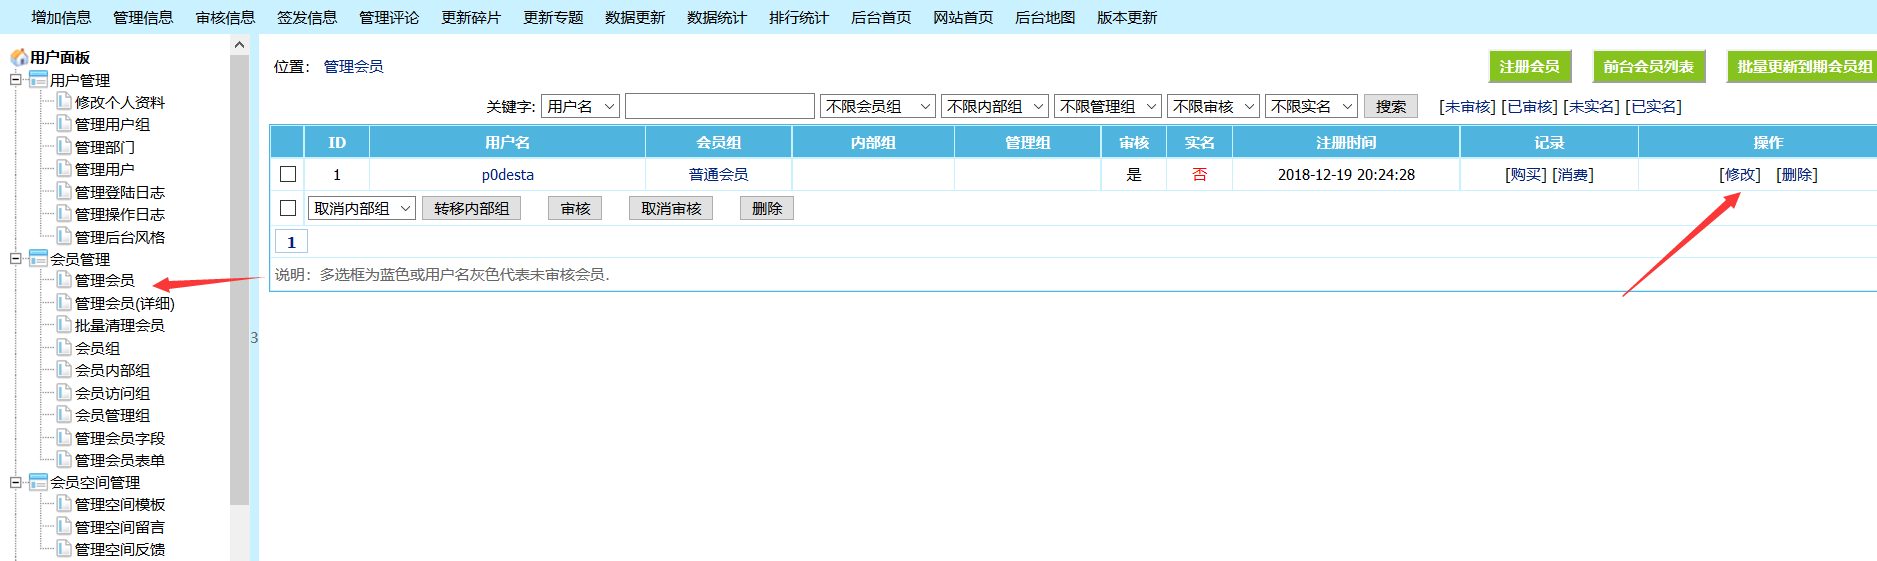 增加信息 管理信息 审核信息 签发信息 管理评论 更新碎片 更新专题 数据更新 数据统计 排行统计 后台首页 网站首页 后台地图 版本更新
用户面板
用户管理
修改个人资料
管理用户组
管理部门
管理用户
管理登陆日志
管理操作日志
管理后台风格
会员管理
管理会员
管理会员(详细)
批量清理会员
会员组
会员内部组
会员访问组
会员管理组
管理会员字段
管理会员表单
会员空间管理
管理空间模板
管理空间留言
管理空间反馈
3
位置： 管理会员
注册会员 前台会员列表 批量更新到期会员组
关键字: 用户名 不限会员组 不限内部组 不限管理组 不限审核 不限实名 搜索 [未审核] [已审核] [未实名] [已实名]
ID 用户名 会员组 内部组 管理组 审核 实名 注册时间 记录 操作
1 p0desta 普通会员 是 否 2018-12-19 20:24:28 [购买] [消费] [修改] [删除]
取消内部组 转移内部组 审核 取消审核 删除
1
说明：多选框为蓝色或用户名灰色代表未审核会员.